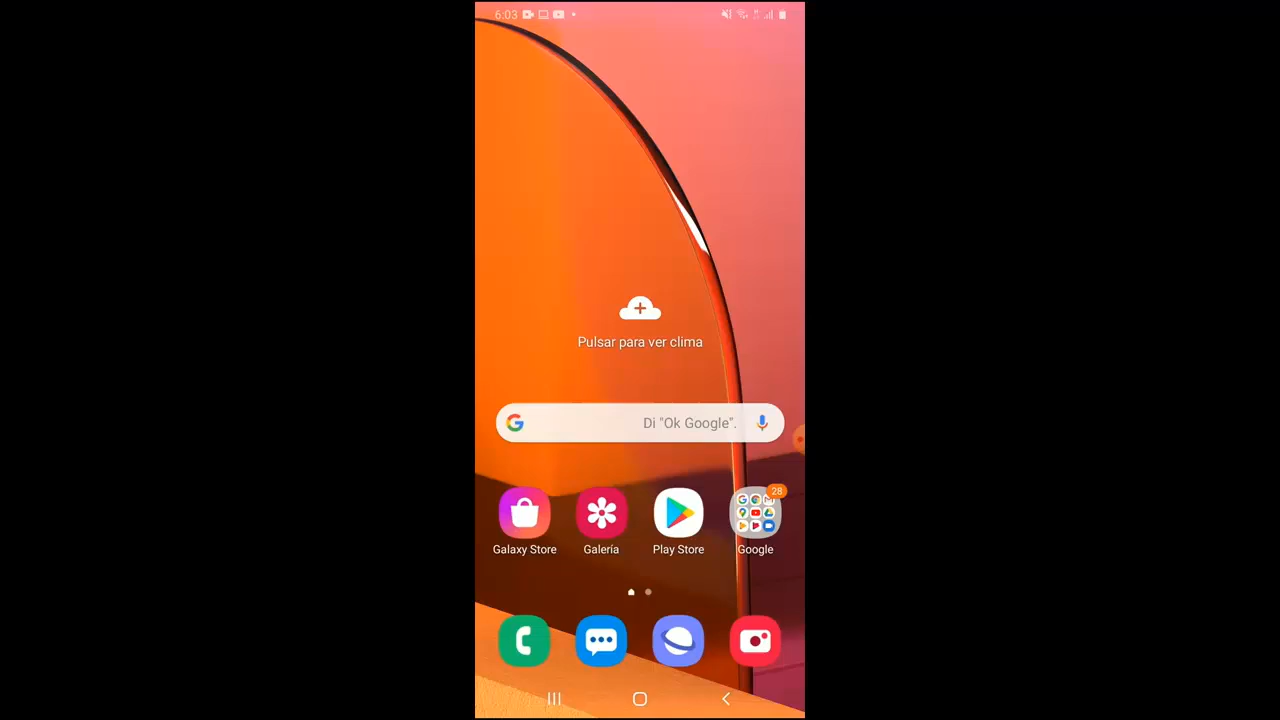 6:03
Pulsar para ver clima
Di "Ok Google".
28
Galaxy Store
Galería
Play Store
Google